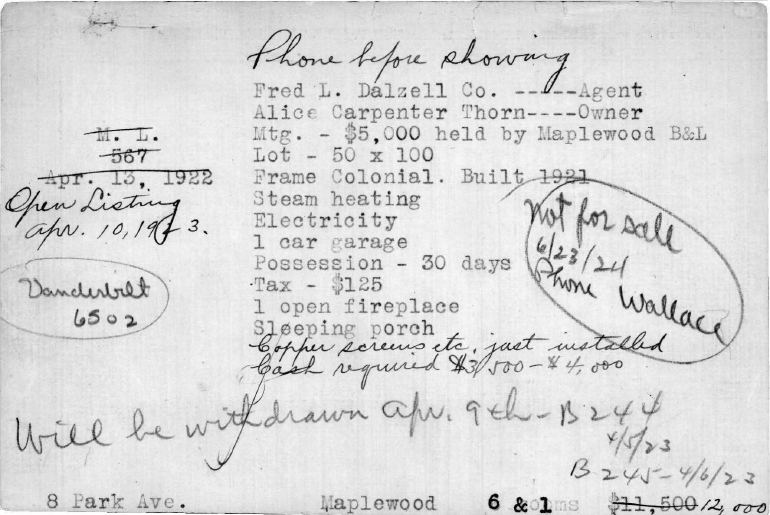 Phone before showing
Fred L. Dalzell Co. -----Agent
Alice Carpenter Thorn----Owner
M. L.
Mtg. - $5,000 held by Maplewood B&L
567
Lot - 50 x 100
Apr. 13, 1922
Frame Colonial. Built 1921
Open Listing
Steam heating
Apr. 10, 1923.
Electricity
1 car garage
Not for sale
6/23/24
Phone Wallace
Possession - 30 days
Vanderbilt
6502
Tax - $125
1 open fireplace
Sleeping porch
Copper screens etc. just installed
Cash required $3,500 - $4,000
Will be withdrawn Apr. 9th - B244
4/5/23
B245 - 4/6/23
8 Park Ave. Maplewood 6 & 1 rooms $11,500 12,000